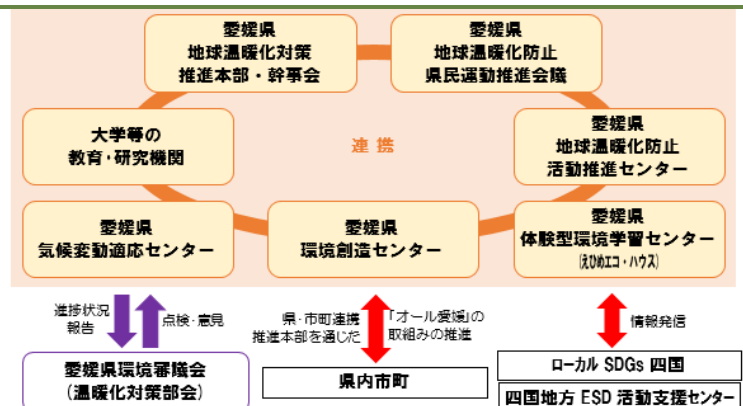 愛媛県
地球温暖化対策
推進本部・幹事会
愛媛県
地球温暖化防止
県民運動推進会議
大学等の
教育・研究機関
連携
愛媛県
地球温暖化防止
活動推進センター
愛媛県
気候変動適応センター
愛媛県
環境創造センター
愛媛県
体験型環境学習センター
(えひめエコ・ハウス)
進捗状況
報告
点検・意見
県・市町連携
推進本部を通じた
「オール愛媛」の
取組みの推進
情報発信
愛媛県環境審議会
(温暖化対策部会)
県内市町
ローカル SDGs 四国
四国地方 ESD 活動支援センター